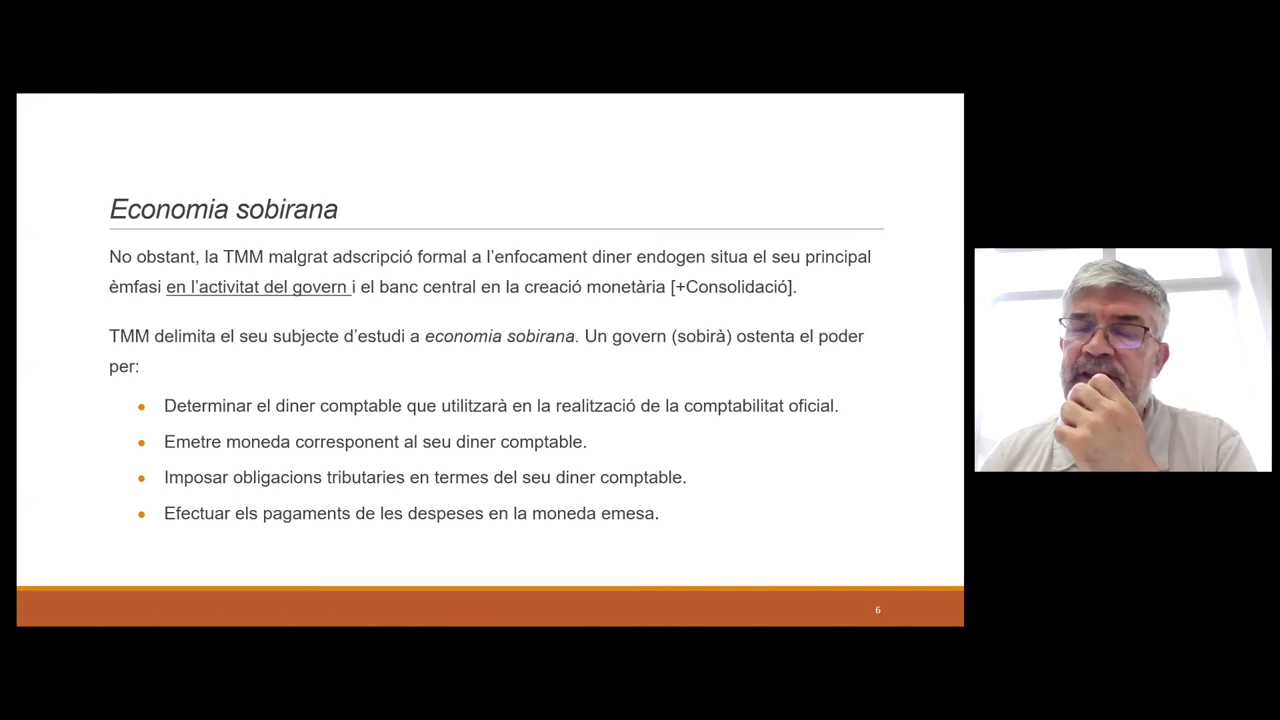 Economia sobirana
No obstant, la TMM malgrat adscripció formal a l’enfocament diner endogen situa el seu principal
èmfasi en l’activitat del govern i el banc central en la creació monetària [+Consolidació].
TMM delimita el seu subjecte d’estudi a economia sobirana. Un govern (sobirà) ostenta el poder
per:
• Determinar el diner comptable que utilitzarà en la realització de la comptabilitat oficial.
• Emetre moneda corresponent al seu diner comptable.
• Imposar obligacions tributaries en termes del seu diner comptable.
• Efectuar els pagaments de les despeses en la moneda emesa.
6